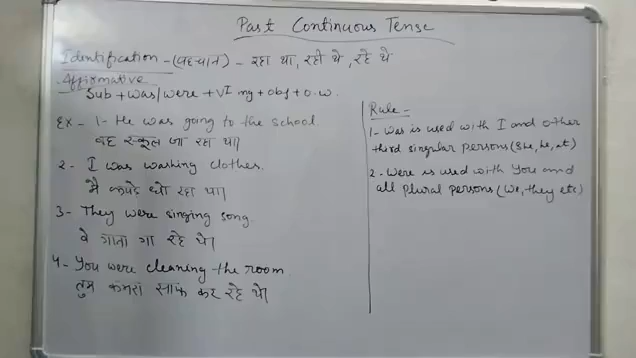 Past Continuous Tense
Identification - (पहचान) - रहा था, रही थे, रहे थे
Affirmative -
Sub + was/were + VI ing + obj + o.w.
Ex - 1- He was going to the school.
वह स्कूल जा रहा था।
2 - I was washing clothes.
मैं कपड़े धो रहा था।
3 - They were singing song.
वे गाना गा रहे थे।
4 - You were cleaning the room
तुम कमरा साफ कर रहे थे।
Rule -
1- Was is used with I and other
third singular persons (She, he, it)
2 - Were is used with You and
all plural persons (We, they etc)